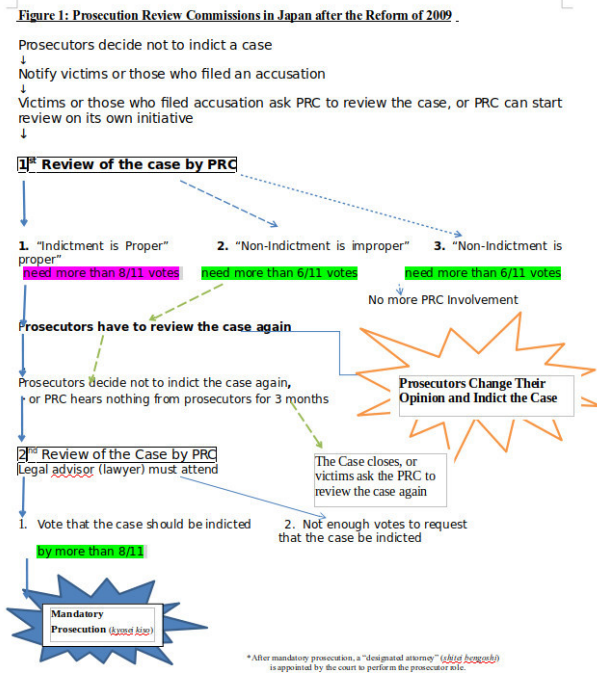 Figure 1: Prosecution Review Commissions in Japan after the Reform of 2009 .
Prosecutors decide not to indict a case
↓
Notify victims or those who filed an accusation
↓
Victims or those who filed accusation ask PRC to review the case, or PRC can start
review on its own initiative
↓
1st Review of the case by PRC
1. “Indictment is Proper” 2. “Non-Indictment is improper” 3. “Non-Indictment is
proper”
need more than 8/11 votes need more than 6/11 votes need more than 6/11 votes
No more PRC Involvement
Prosecutors have to review the case again
Prosecutors decide not to indict the case again,
or PRC hears nothing from prosecutors for 3 months
Prosecutors Change Their
Opinion and Indict the Case
2nd Review of the Case by PRC
Legal advisor (lawyer) must attend
The Case closes, or
victims ask the PRC to
review the case again
1. Vote that the case should be indicted
by more than 8/11
2. Not enough votes to request
that the case be indicted
Mandatory
Prosecution (kyosei kiso)
*After mandatory prosecution, a “designated attorney” (shitei bengoshi)
is appointed by the court to perform the prosecutor role.